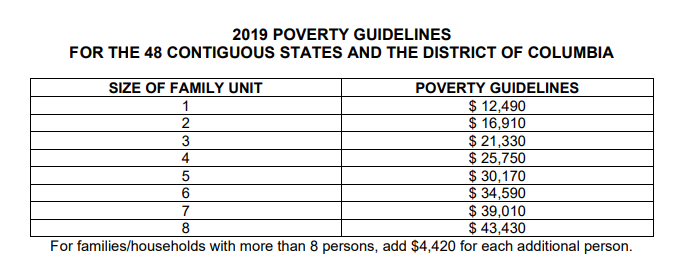 2019 POVERTY GUIDELINES
FOR THE 48 CONTIGUOUS STATES AND THE DISTRICT OF COLUMBIA
SIZE OF FAMILY UNIT POVERTY GUIDELINES
1 $ 12,490
2 $ 16,910
3 $ 21,330
4 $ 25,750
5 $ 30,170
6 $ 34,590
7 $ 39,010
8 $ 43,430
For families/households with more than 8 persons, add $4,420 for each additional person.